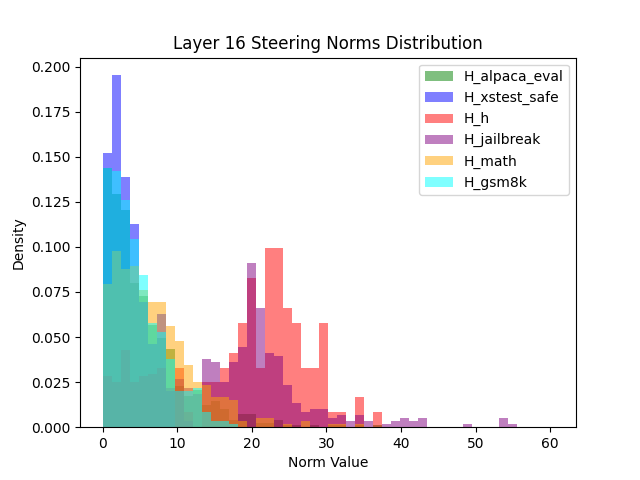 Layer 16 Steering Norms Distribution
0.200
0.175
0.150
0.125
0.100
0.075
0.050
0.025
0.000
Density
H_alpaca_eval
H_xstest_safe
H_h
H_jailbreak
H_math
H_gsm8k
0 10 20 30 40 50 60
Norm Value